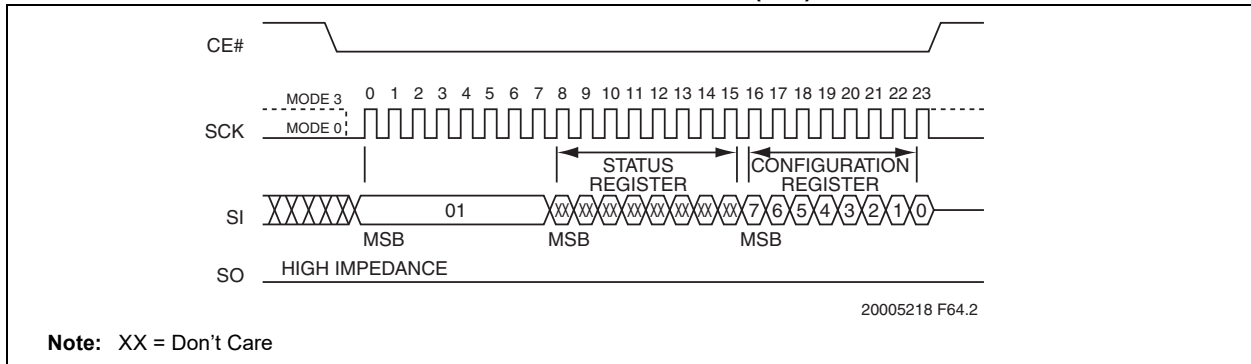 CE#
MODE 3 0 1 2 3 4 5 6 7 8 9 10 11 12 13 14 15 16 17 18 19 20 21 22 23
SCK MODE 0
STATUS REGISTER
CONFIGURATION REGISTER
SI 01 XX XX XX XX XX XX XX XX 7 6 5 4 3 2 1 0
MSB MSB MSB
SO HIGH IMPEDANCE
20005218 F64.2
Note: XX = Don't Care